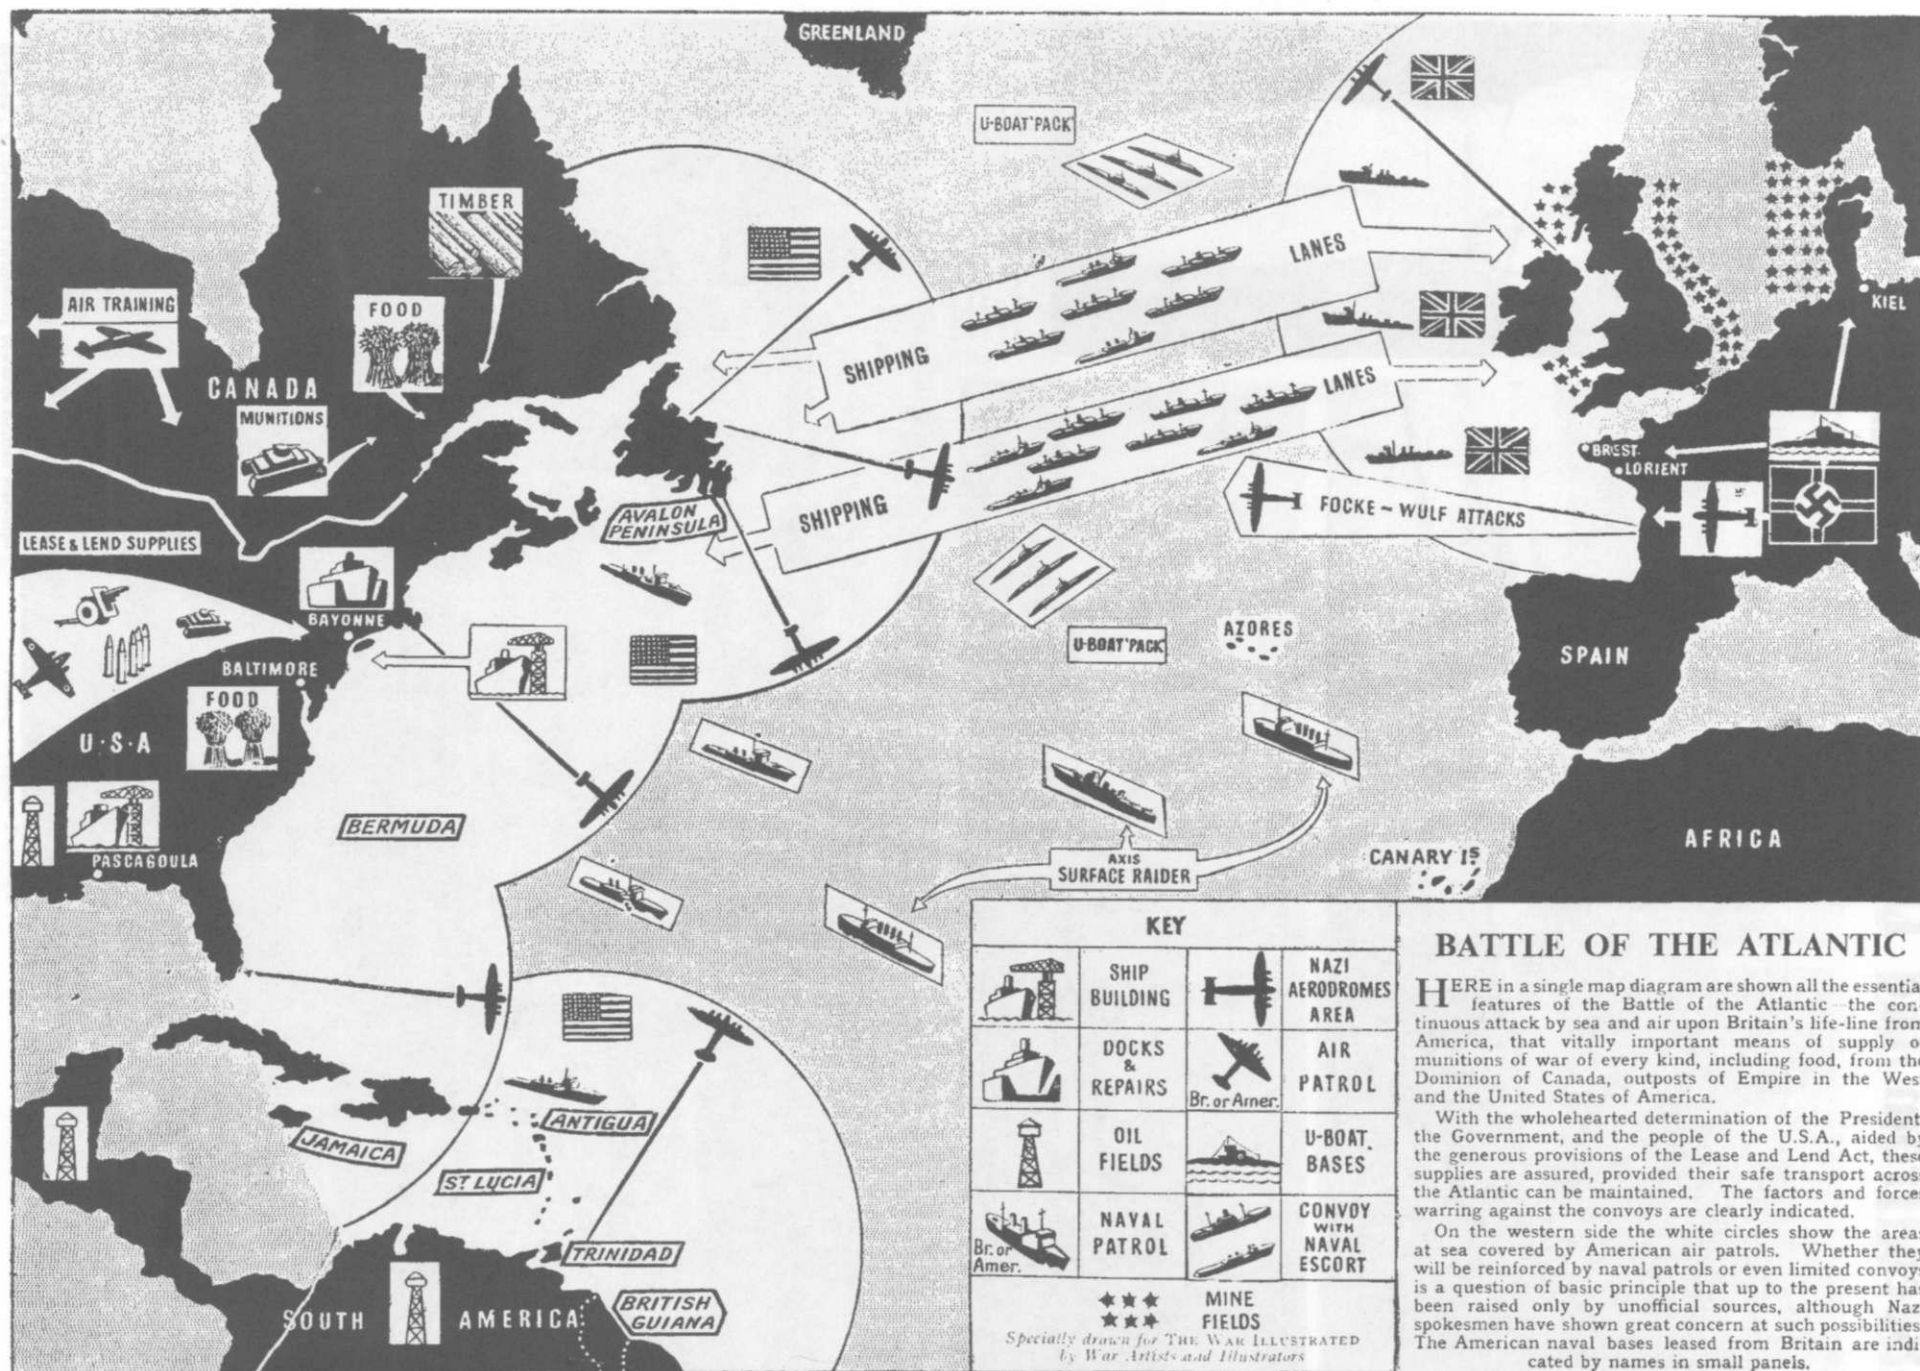 GREENLAND
U-BOAT 'PACK'
TIMBER
AIR TRAINING
FOOD
CANADA
MUNITIONS
SHIPPING
LANES
SHIPPING
LANES
KIEL
BREST
LORIENT
FOCKE-WULF ATTACKS
AVALON
PENINSULA
LEASE & LEND SUPPLIES
BAYONNE
BALTIMORE
FOOD
U·S·A
PASCAGOULA
U-BOAT 'PACK'
AZORES
SPAIN
BERMUDA
AFRICA
AXIS
SURFACE RAIDER
CANARY IS.
JAMAICA
ANTIGUA
ST LUCIA
TRINIDAD
BRITISH
GUIANA
SOUTH AMERICA
KEY
SHIP
BUILDING
NAZI
AERODROMES
AREA
DOCKS
&
REPAIRS
Br. or Amer.
AIR
PATROL
OIL
FIELDS
U-BOAT
BASES
Br. or
Amer.
NAVAL
PATROL
CONVOY
WITH
NAVAL
ESCORT
MINE
FIELDS
Specially drawn for THE WAR ILLUSTRATED
by War Artists and Illustrators
BATTLE OF THE ATLANTIC
HERE in a single map diagram are shown all the essentia
features of the Battle of the Atlantic—the con-
tinuous attack by sea and air upon Britain's life-line from
America, that vitally important means of supply o
munitions of war of every kind, including food, from the
Dominion of Canada, outposts of Empire in the Wes
and the United States of America.
With the wholehearted determination of the President
the Government, and the people of the U.S.A., aided by
the generous provisions of the Lease and Lend Act, these
supplies are assured, provided their safe transport across
the Atlantic can be maintained. The factors and force
warring against the convoys are clearly indicated.
On the western side the white circles show the area
at sea covered by American air patrols. Whether they
will be reinforced by naval patrols or even limited convoys
is a question of basic principle that up to the present has
been raised only by unofficial sources, although Naz
spokesmen have shown great concern at such possibilities
The American naval bases leased from Britain are indi-
cated by names in small panels.